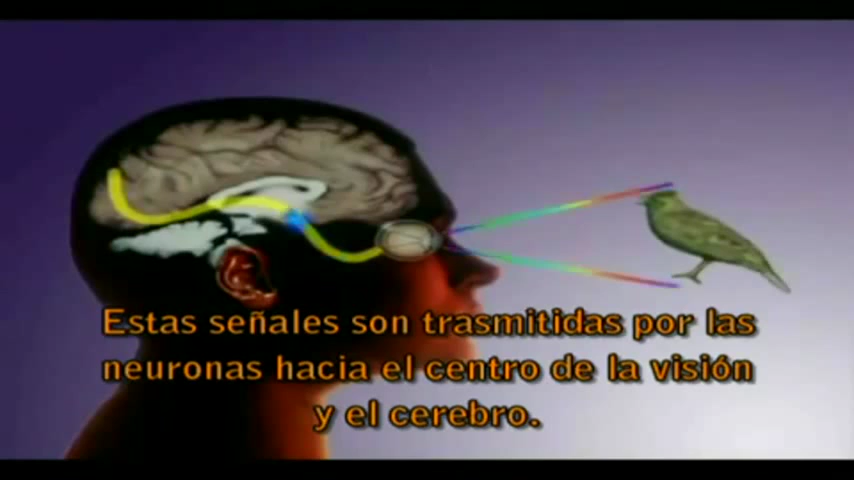 Estas señales son trasmitidas por las
neuronas hacia el centro de la visión
y el cerebro.